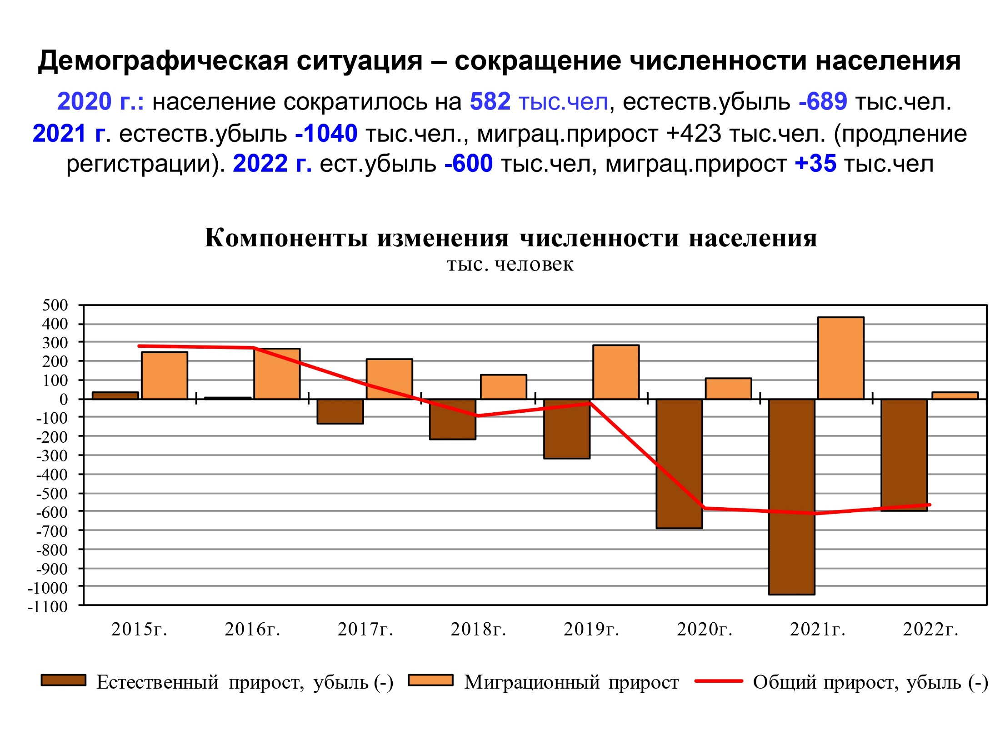 Демографическая ситуация – сокращение численности населения
2020 г.: население сократилось на 582 тыс.чел, естеств.убыль -689 тыс.чел.
2021 г. естеств.убыль -1040 тыс.чел., миграц.прирост +423 тыс.чел. (продление
регистрации). 2022 г. ест.убыль -600 тыс.чел, миграц.прирост +35 тыс.чел
Компоненты изменения численности населения
тыс. человек
500
400
300
200
100
0
-100
-200
-300
-400
-500
-600
-700
-800
-900
-1000
-1100
2015г. 2016г. 2017г. 2018г. 2019г. 2020г. 2021г. 2022г.
Естественный прирост, убыль (-) Миграционный прирост Общий прирост, убыль (-)